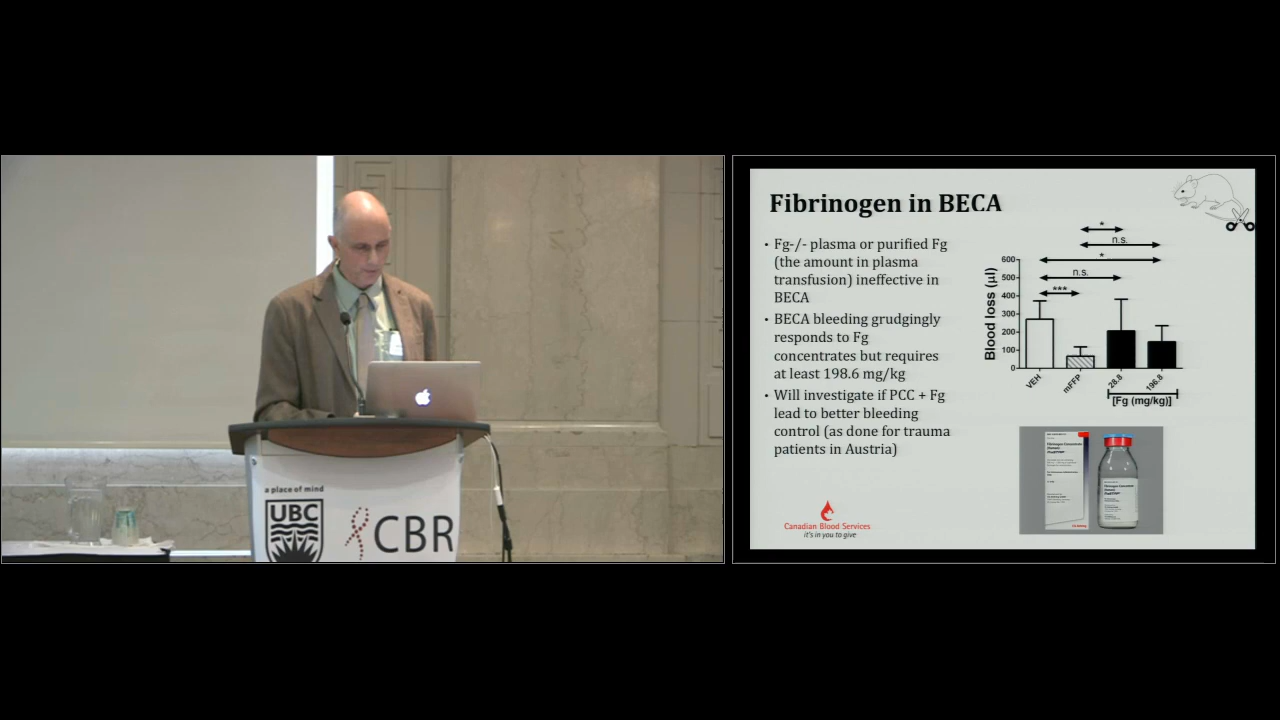 a place of mind
UBC
CBR
Fibrinogen in BECA
• Fg-/- plasma or purified Fg
(the amount in plasma
transfusion) ineffective in
BECA
• BECA bleeding grudgingly
responds to Fg
concentrates but requires
at least 198.6 mg/kg
• Will investigate if PCC + Fg
lead to better bleeding
control (as done for trauma
patients in Austria)
*
n.s.
*
n.s.
***
Blood loss (µl)
600
500
400
300
200
100
0
VEH
mFFP
28.8
196.8
[Fg (mg/kg)]
Canadian Blood Services
it's in you to give